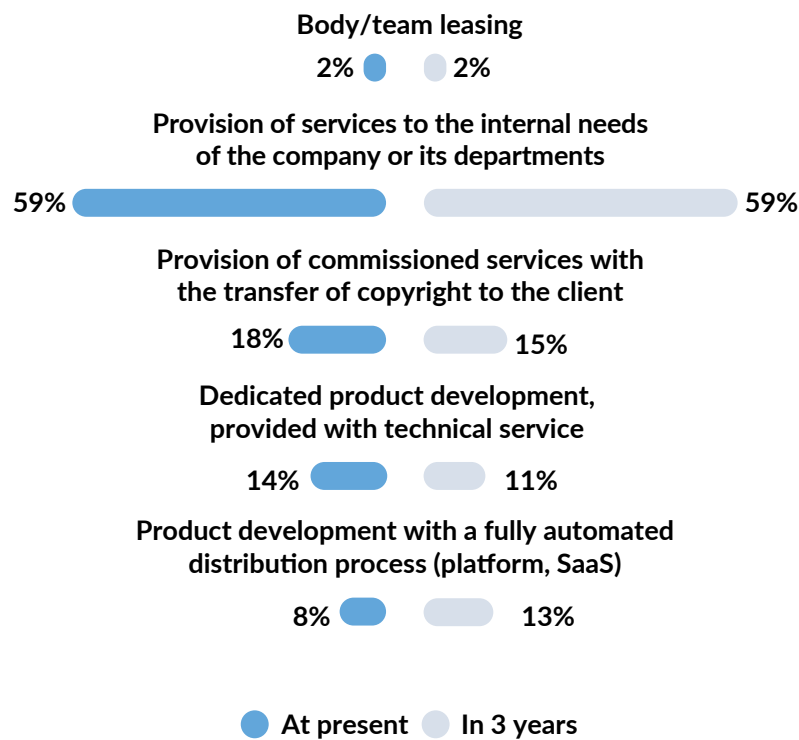 Body/team leasing
2% 2%
Provision of services to the internal needs
of the company or its departments
59% 59%
Provision of commissioned services with
the transfer of copyright to the client
18% 15%
Dedicated product development,
provided with technical service
14% 11%
Product development with a fully automated
distribution process (platform, SaaS)
8% 13%
At present In 3 years